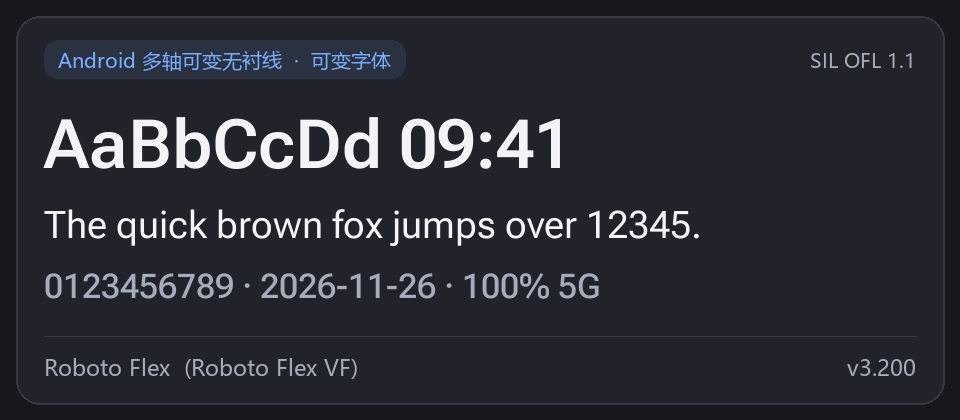 Android 多轴可变无衬线 · 可变字体
SIL OFL 1.1
AaBbCcDd 09:41
The quick brown fox jumps over 12345.
0123456789 · 2026-11-26 · 100% 5G
Roboto Flex (Roboto Flex VF)
v3.200